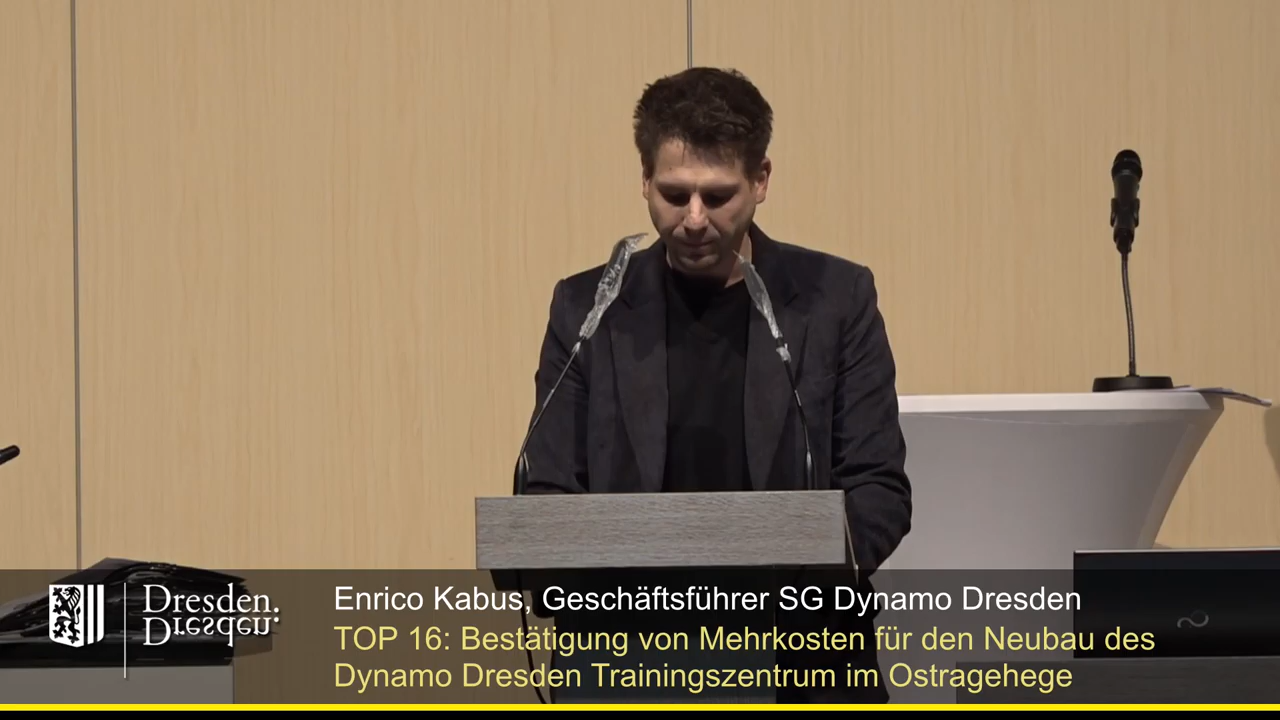 Dresden.
Dresden.
Enrico Kabus, Geschäftsführer SG Dynamo Dresden
TOP 16: Bestätigung von Mehrkosten für den Neubau des
Dynamo Dresden Trainingszentrum im Ostragehege